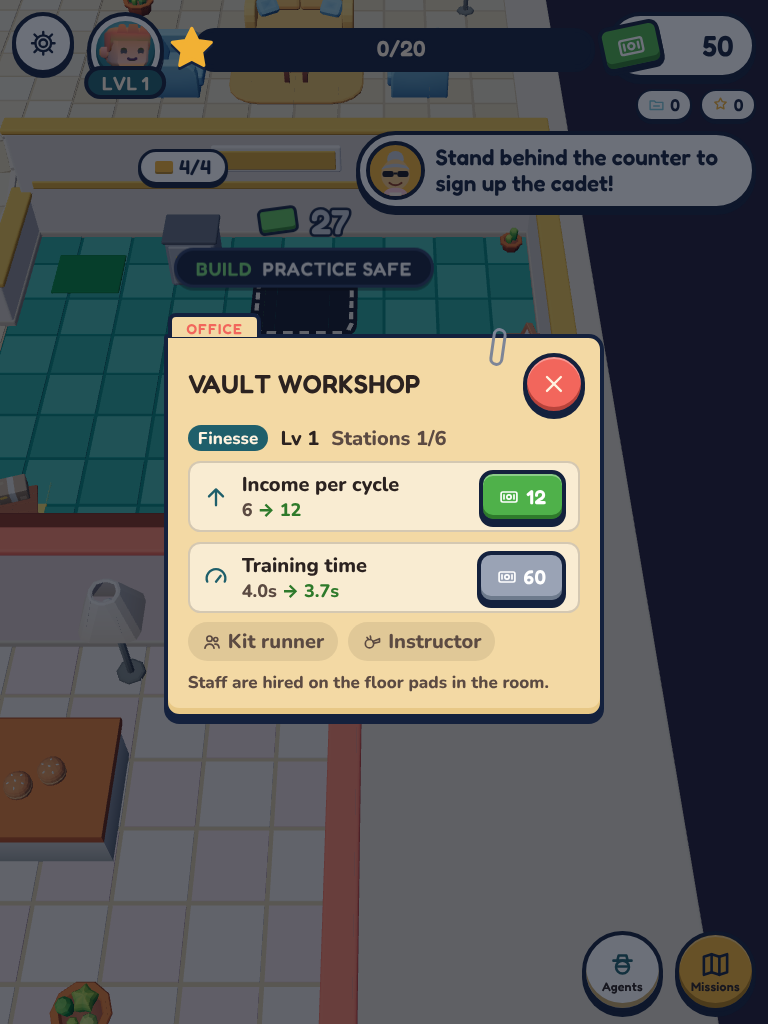 0/20
50
LVL 1
0
0
4/4
Stand behind the counter to
sign up the cadet!
27
BUILD PRACTICE SAFE
OFFICE
VAULT WORKSHOP
Finesse Lv 1 Stations 1/6
Income per cycle
6 → 12
12
Training time
4.0s → 3.7s
60
Kit runner
Instructor
Staff are hired on the floor pads in the room.
Agents
Missions